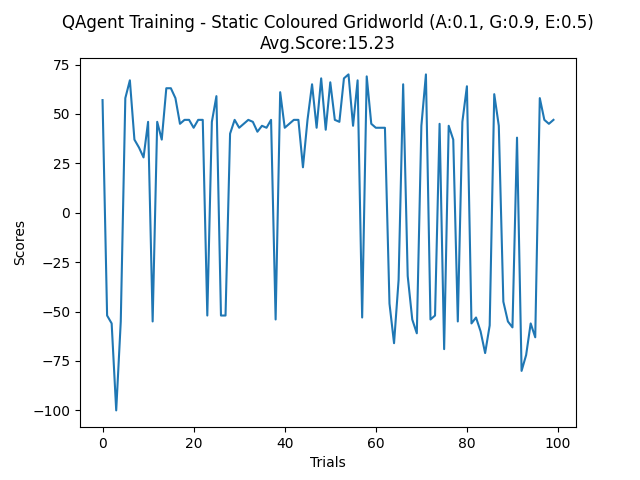 QAgent Training - Static Coloured Gridworld (A:0.1, G:0.9, E:0.5)
Avg.Score:15.23
75
50
25
0
−25
−50
−75
−100
Scores
0 20 40 60 80 100
Trials